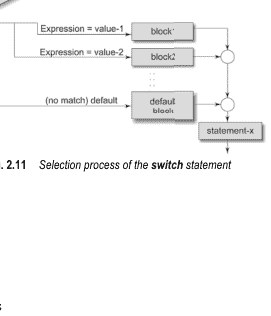 Expression = value-1
block1
Expression = value-2
block2
(no match) default
default
block
statement-x
. 2.11 Selection process of the switch statement
s